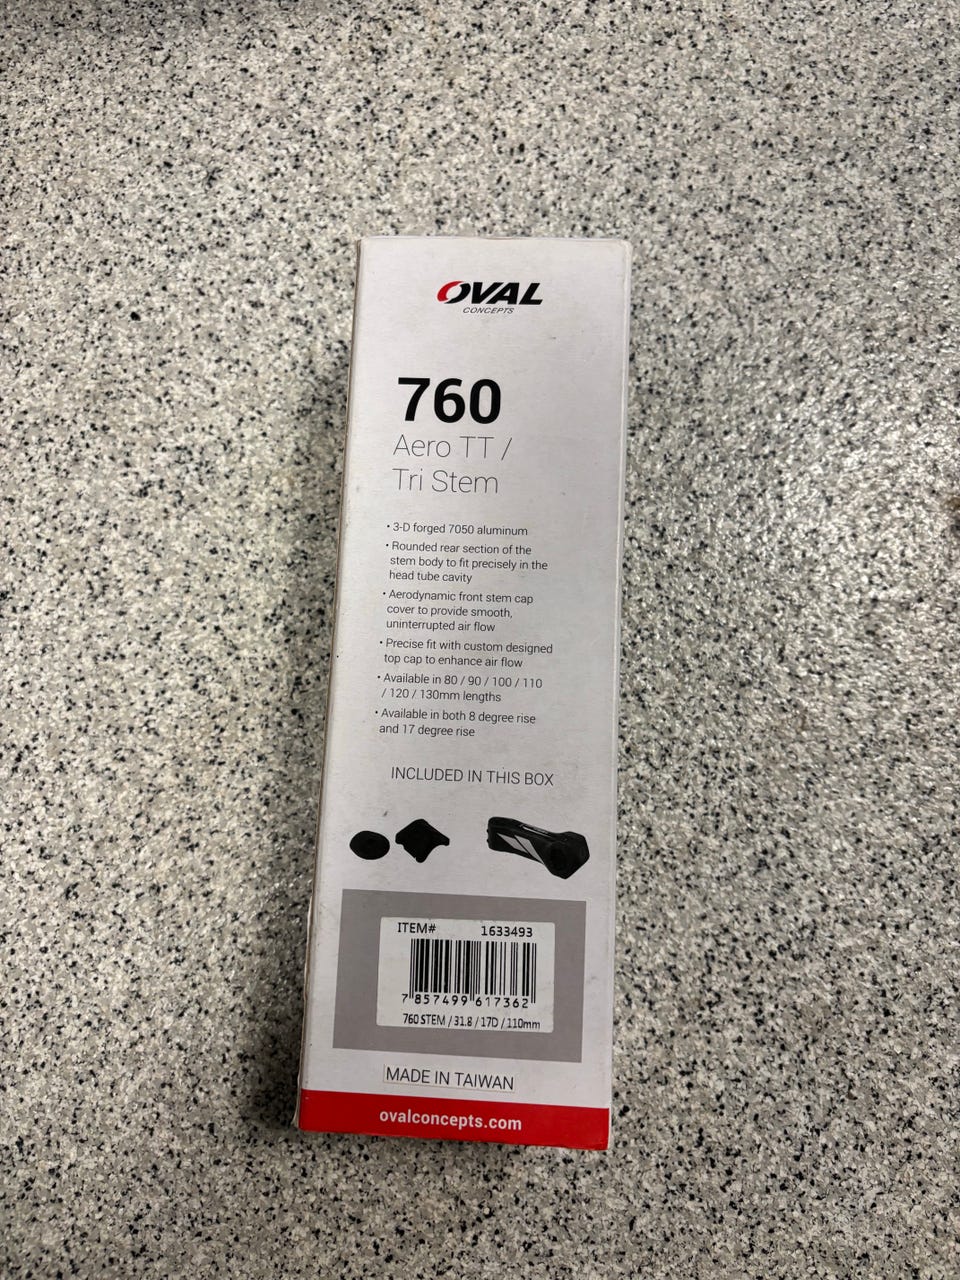 OVAL
CONCEPTS
760
Aero TT /
Tri Stem
• 3-D forged 7050 aluminum
• Rounded rear section of the
stem body to fit precisely in the
head tube cavity
• Aerodynamic front stem cap
cover to provide smooth,
uninterrupted air flow
• Precise fit with custom designed
top cap to enhance air flow
• Available in 80 / 90 / 100 / 110
/ 120 / 130mm lengths
• Available in both 8 degree rise
and 17 degree rise
INCLUDED IN THIS BOX
ITEM# 1633493
7 857499 617362
760 STEM / 31.8 / 17D / 110mm
MADE IN TAIWAN
ovalconcepts.com